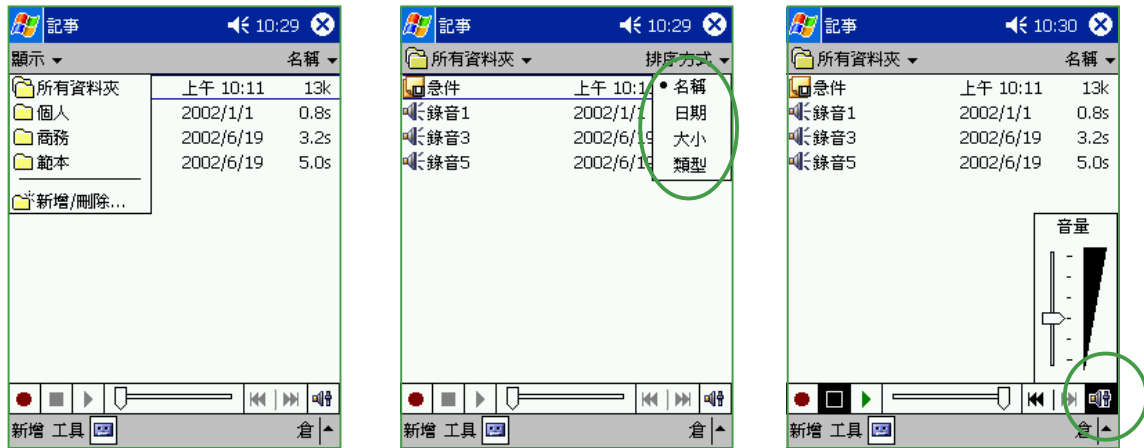 記事 10:29
顯示 名稱
所有資料夾 上午 10:11 13k
個人 2002/1/1 0.8s
商務 2002/6/19 3.2s
範本 2002/6/19 5.0s
新增/刪除...
新增 工具 倉
記事 10:29
所有資料夾 排序方式
急件 上午 10:1 名稱
錄音1 2002/1/1 日期
錄音3 2002/6/19 大小
錄音5 2002/6/19 類型
新增 工具 倉
記事 10:30
所有資料夾 名稱
急件 上午 10:11 13k
錄音1 2002/1/1 0.8s
錄音3 2002/6/19 3.2s
錄音5 2002/6/19 5.0s
音量
新增 工具 倉